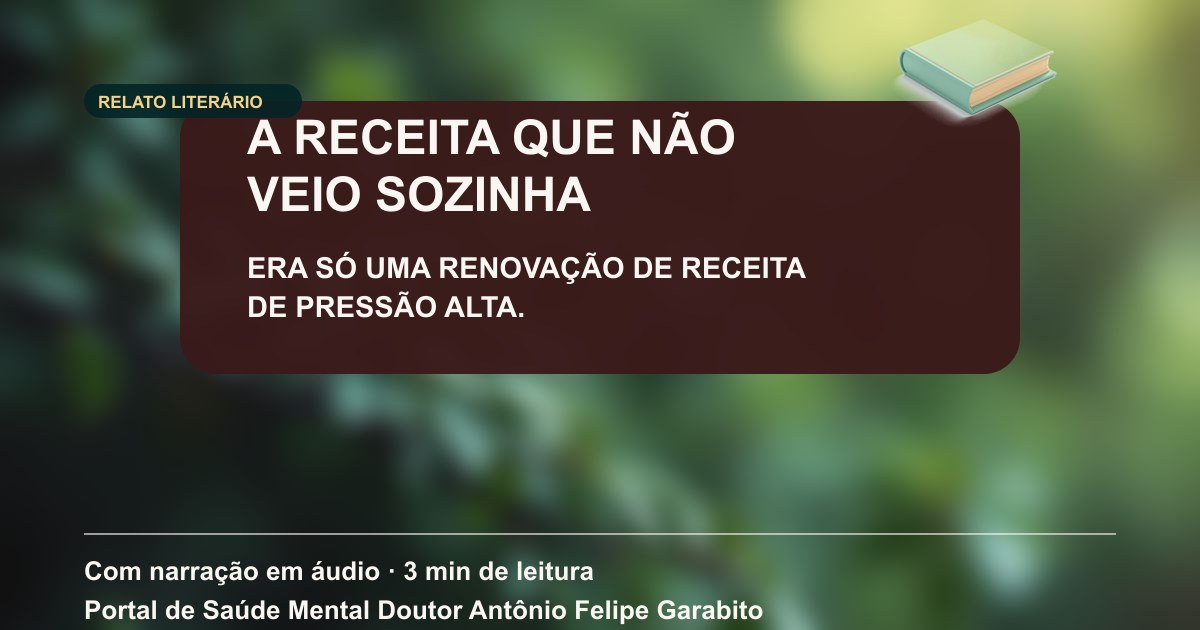 RELATO LITERÁRIO
A RECEITA QUE NÃO
VEIO SOZINHA
ERA SÓ UMA RENOVAÇÃO DE RECEITA
DE PRESSÃO ALTA.
Com narração em áudio · 3 min de leitura
Portal de Saúde Mental Doutor Antônio Felipe Garabito